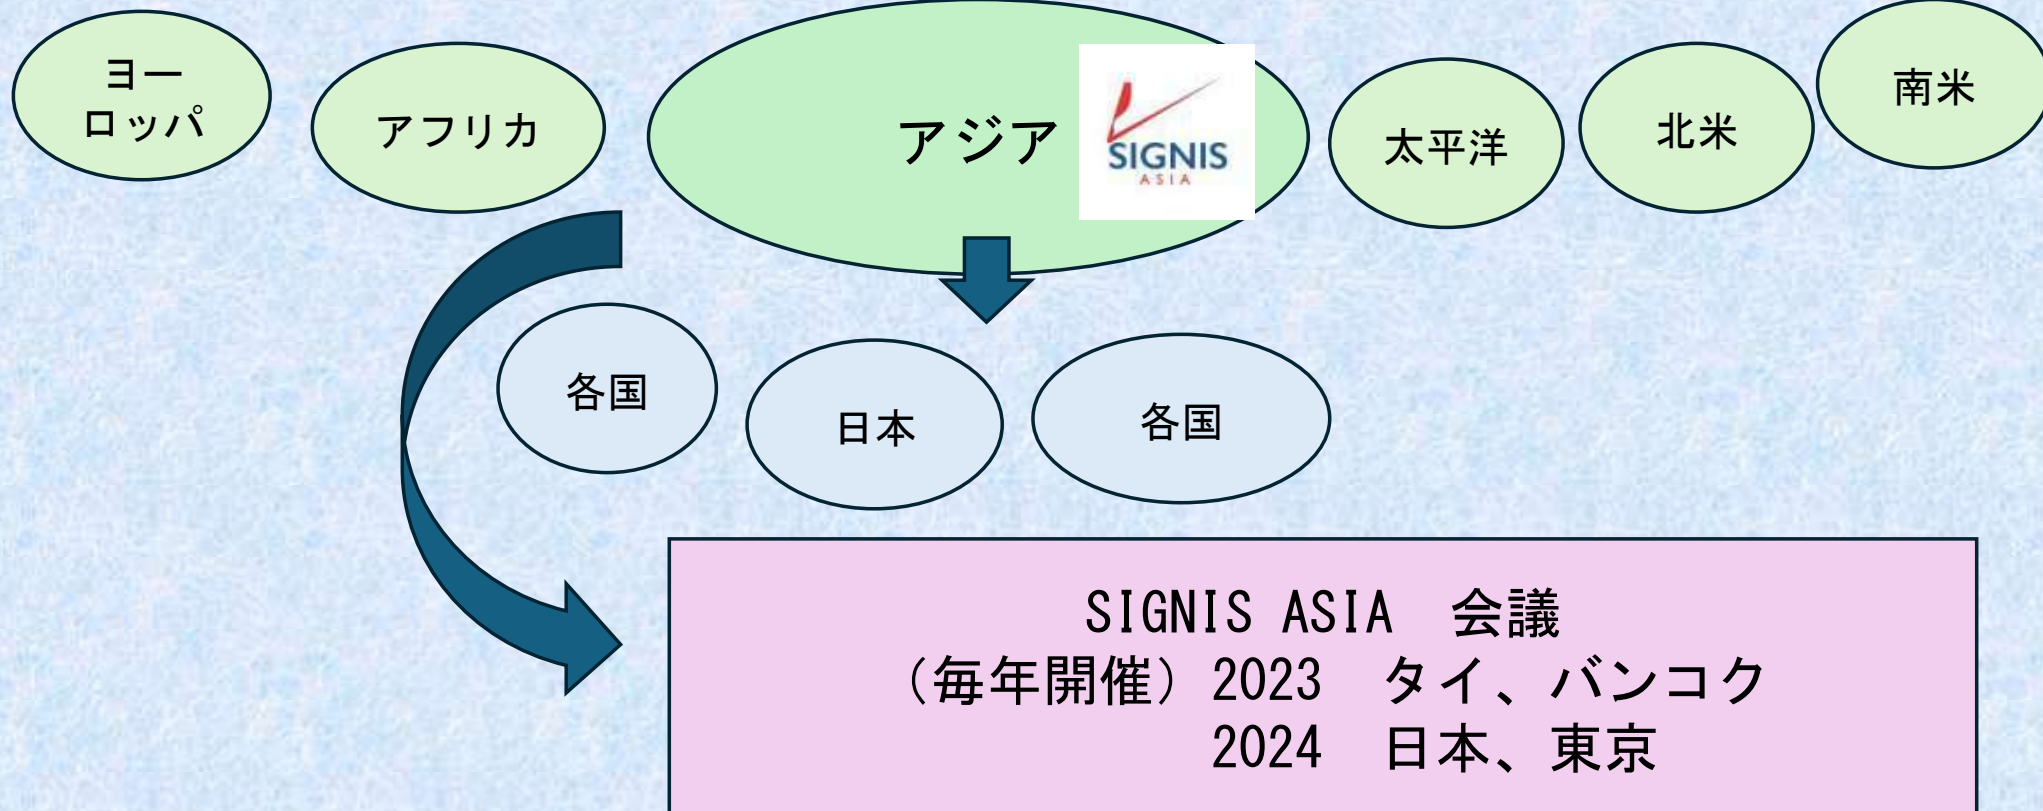 ヨー
ロッパ
アフリカ
アジア
SIGNIS
ASIA
太平洋
北米
南米
各国
日本
各国
SIGNIS ASIA　会議
（毎年開催）2023　タイ、バンコク
2024　日本、東京